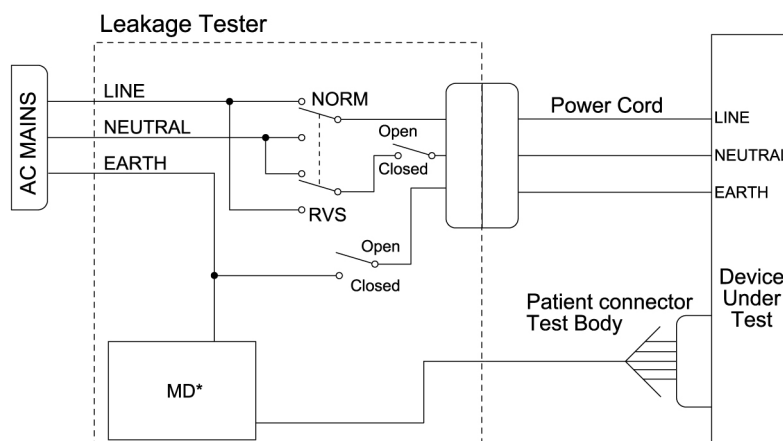 Leakage Tester
AC MAINS
LINE
NEUTRAL
EARTH
NORM
RVS
Open
Closed
Open
Closed
Power Cord
LINE
NEUTRAL
EARTH
Patient connector
Test Body
Device
Under
Test
MD*